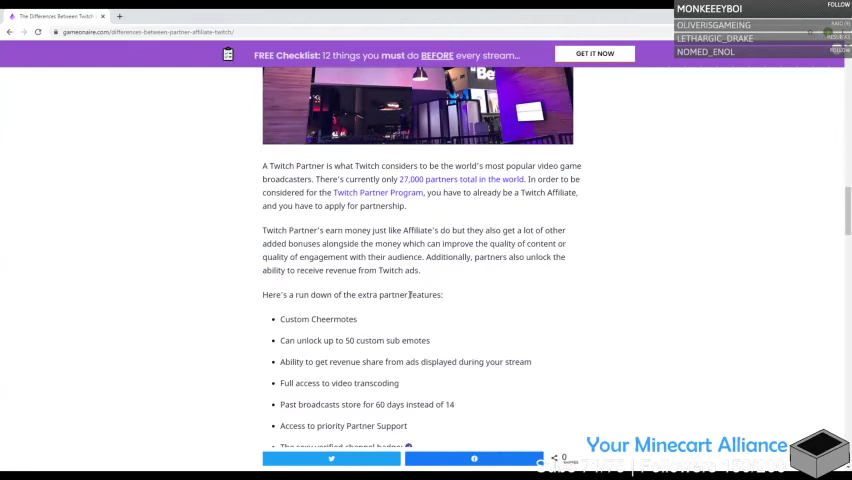 The Differences Between Twitch
gameonaire.com/differences-between-partner-affiliate-twitch/
MONKEEEYBOI
FOLLOW
OLIVERISGAMEING
RAID
LETHARGIC_DRAKE
NOMED_ENOL
FOLLOW
FREE Checklist: 12 things you must do BEFORE every stream...
GET IT NOW
"Be
A Twitch Partner is what Twitch considers to be the world's most popular video game
broadcasters. There's currently only 27,000 partners total in the world. In order to be
considered for the Twitch Partner Program, you have to already be a Twitch Affiliate,
and you have to apply for partnership.
Twitch Partner's earn money just like Affiliate's do but they also get a lot of other
added bonuses alongside the money which can improve the quality of content or
quality of engagement with their audience. Additionally, partners also unlock the
ability to receive revenue from Twitch ads.
Here's a run down of the extra partner features:
• Custom Cheermotes
• Can unlock up to 50 custom sub emotes
• Ability to get revenue share from ads displayed during your stream
• Full access to video transcoding
• Past broadcasts store for 60 days instead of 14
• Access to priority Partner Support
• The sexy verified channel badge:
Your Minecart Alliance
0